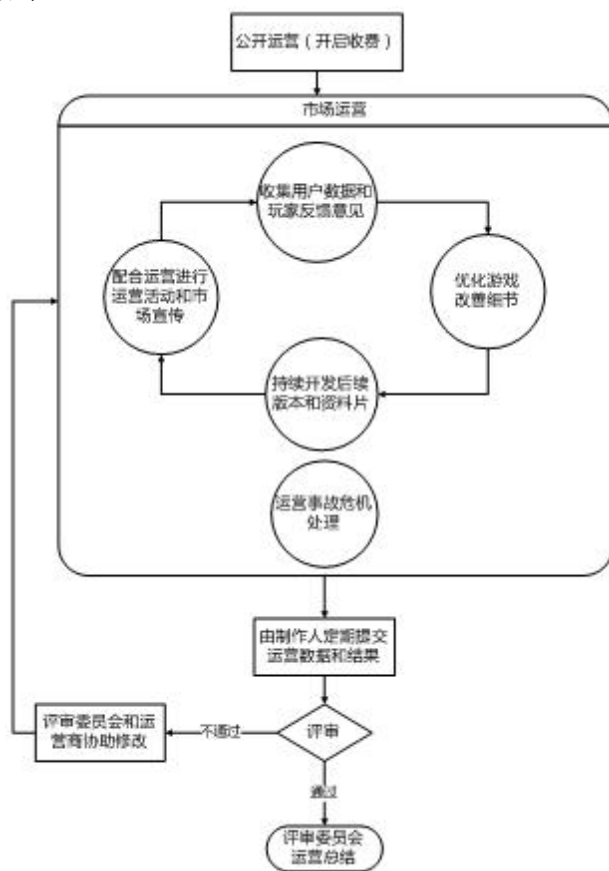 公开运营（开启收费）
市场运营
收集用户数据和
玩家反馈意见
配合运营进行
运营活动和市
场宣传
优化游戏
改善细节
持续开发后续
版本和资料片
运营事故危机
处理
由制作人定期提交
运营数据和结果
评审委员会和运
营商协助修改
不通过
评审
通过
评审委员会
运营总结